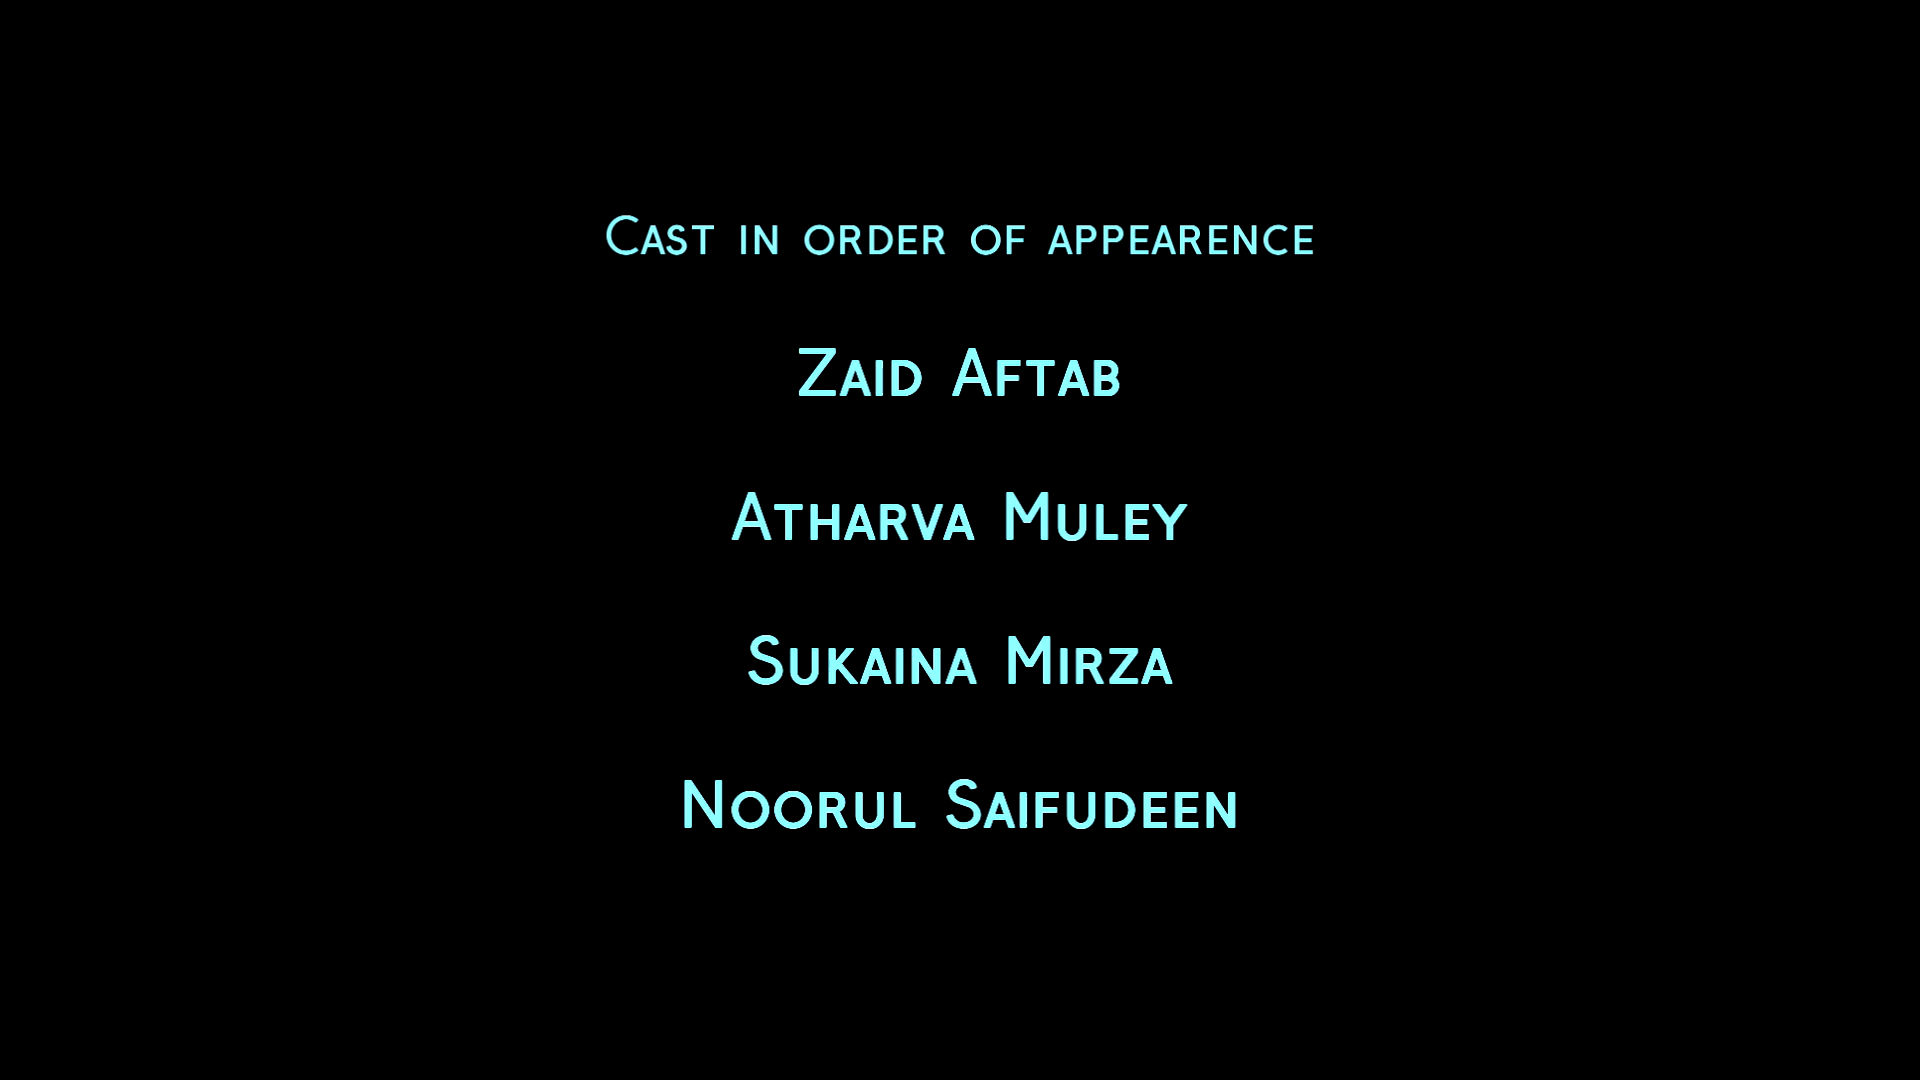 Cast in order of appearence
Zaid Aftab
Atharva Muley
Sukaina Mirza
Noorul Saifudeen